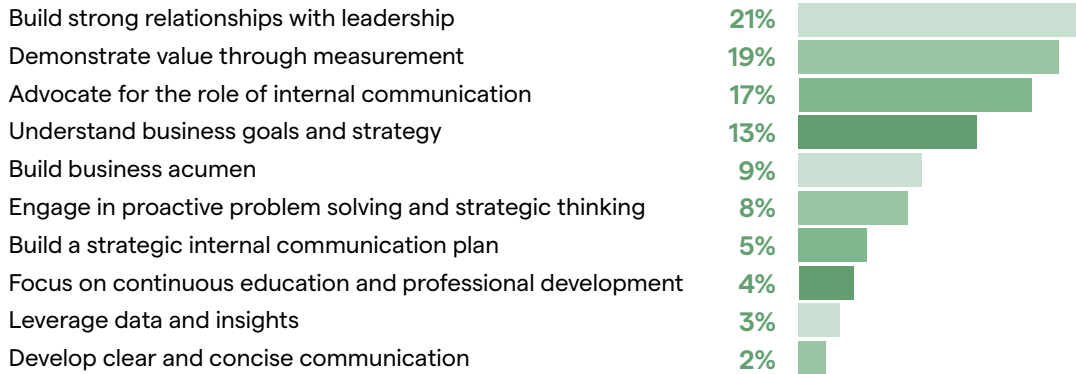 Build strong relationships with leadership 21%
Demonstrate value through measurement 19%
Advocate for the role of internal communication 17%
Understand business goals and strategy 13%
Build business acumen 9%
Engage in proactive problem solving and strategic thinking 8%
Build a strategic internal communication plan 5%
Focus on continuous education and professional development 4%
Leverage data and insights 3%
Develop clear and concise communication 2%